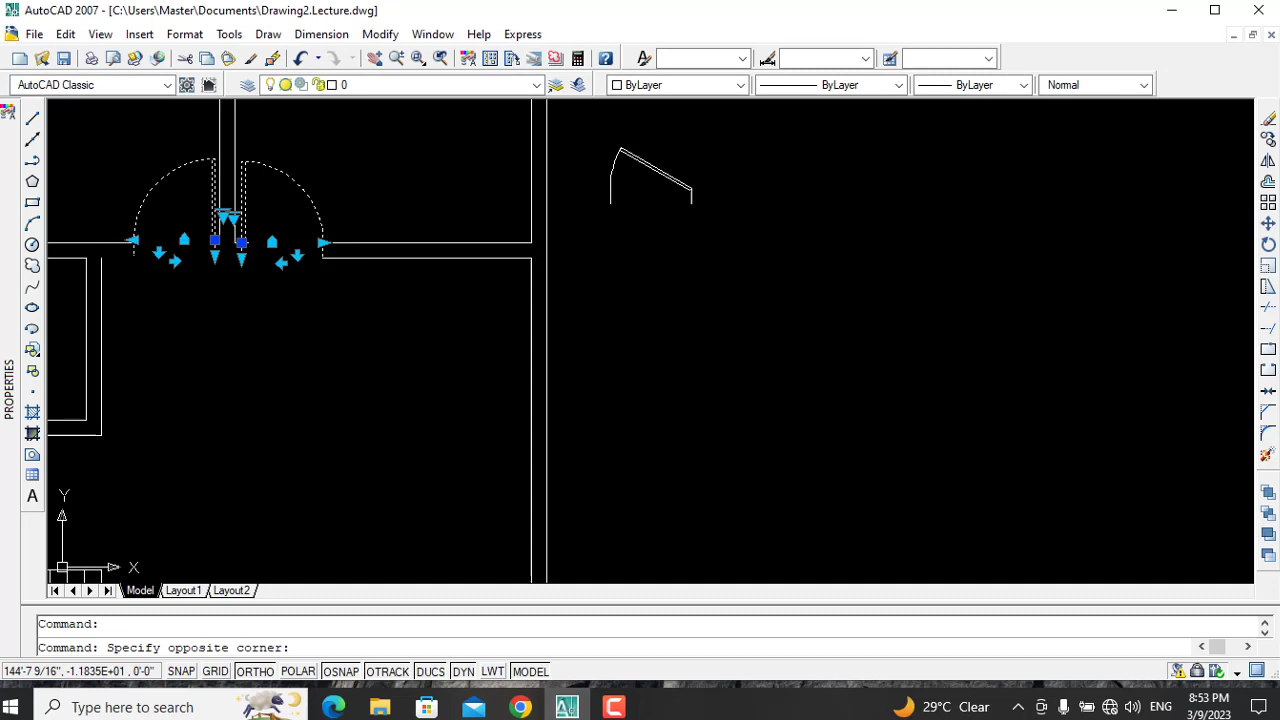 AutoCAD 2007 - [C:\Users\Master\Documents\Drawing2.Lecture.dwg]
File Edit View Insert Format Tools Draw Dimension Modify Window Help Express
AutoCAD Classic 0 ByLayer ByLayer ByLayer Normal
PROPERTIES
A
Y
X
Model Layout1 Layout2
Command:
Command: Specify opposite corner:
144'-7 9/16", -1.1835E+01, 0'-0" SNAP GRID ORTHO POLAR OSNAP OTRACK DUCS DYN LWT MODEL
Type here to search 29°C Clear ENG 8:53 PM
3/9/2023